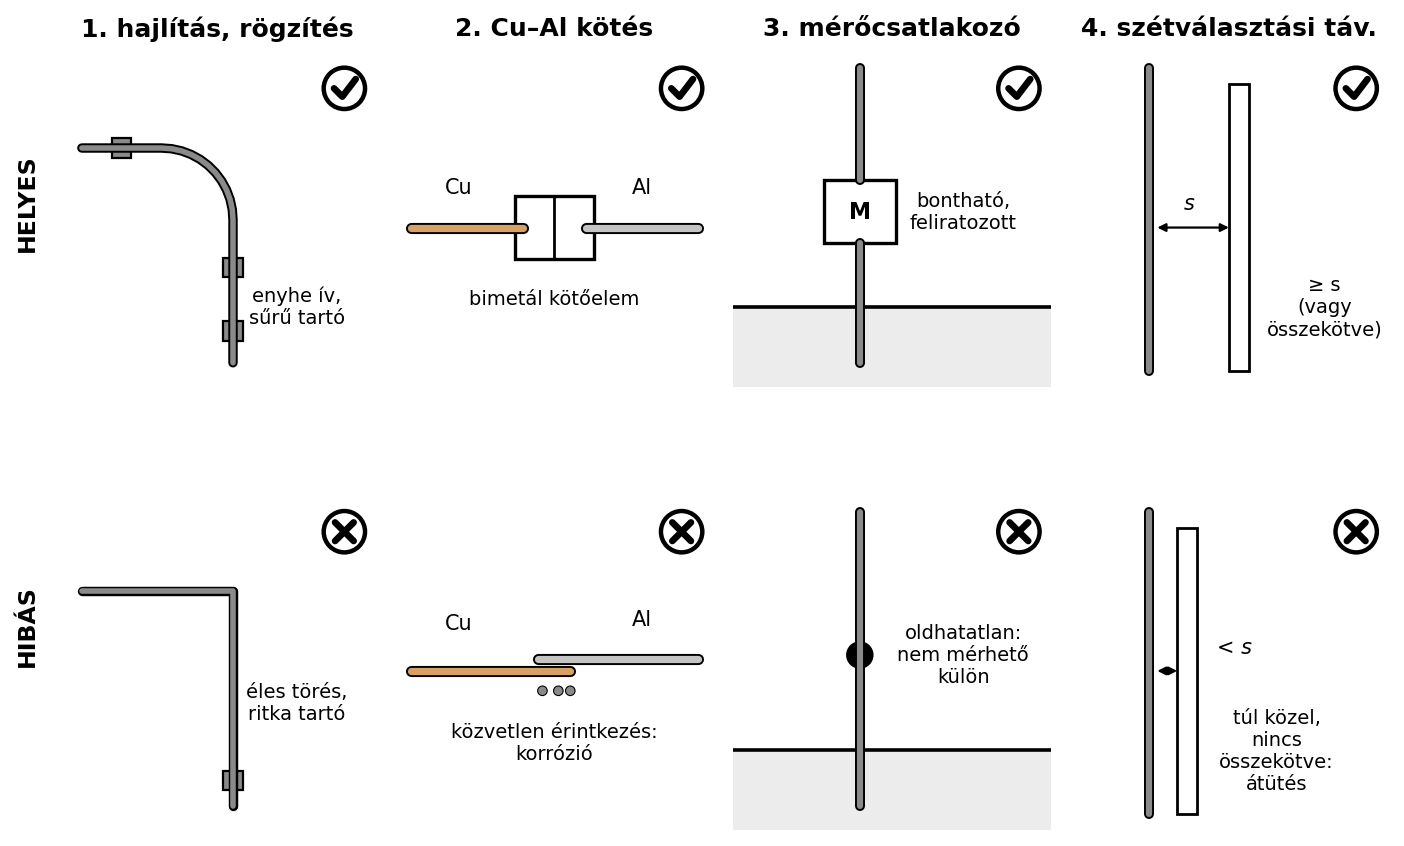 1. hajlítás, rögzítés
2. Cu–Al kötés
3. mérőcsatlakozó
4. szétválasztási táv.
HELYES
enyhe ív,
sűrű tartó
Cu
Al
bimetál kötőelem
M
bontható,
feliratozott
s
≥ s
(vagy
összekötve)
HIBÁS
éles törés,
ritka tartó
Cu
Al
közvetlen érintkezés:
korrózió
oldhatatlan:
nem mérhető
külön
< s
túl közel,
nincs
összekötve:
átütés